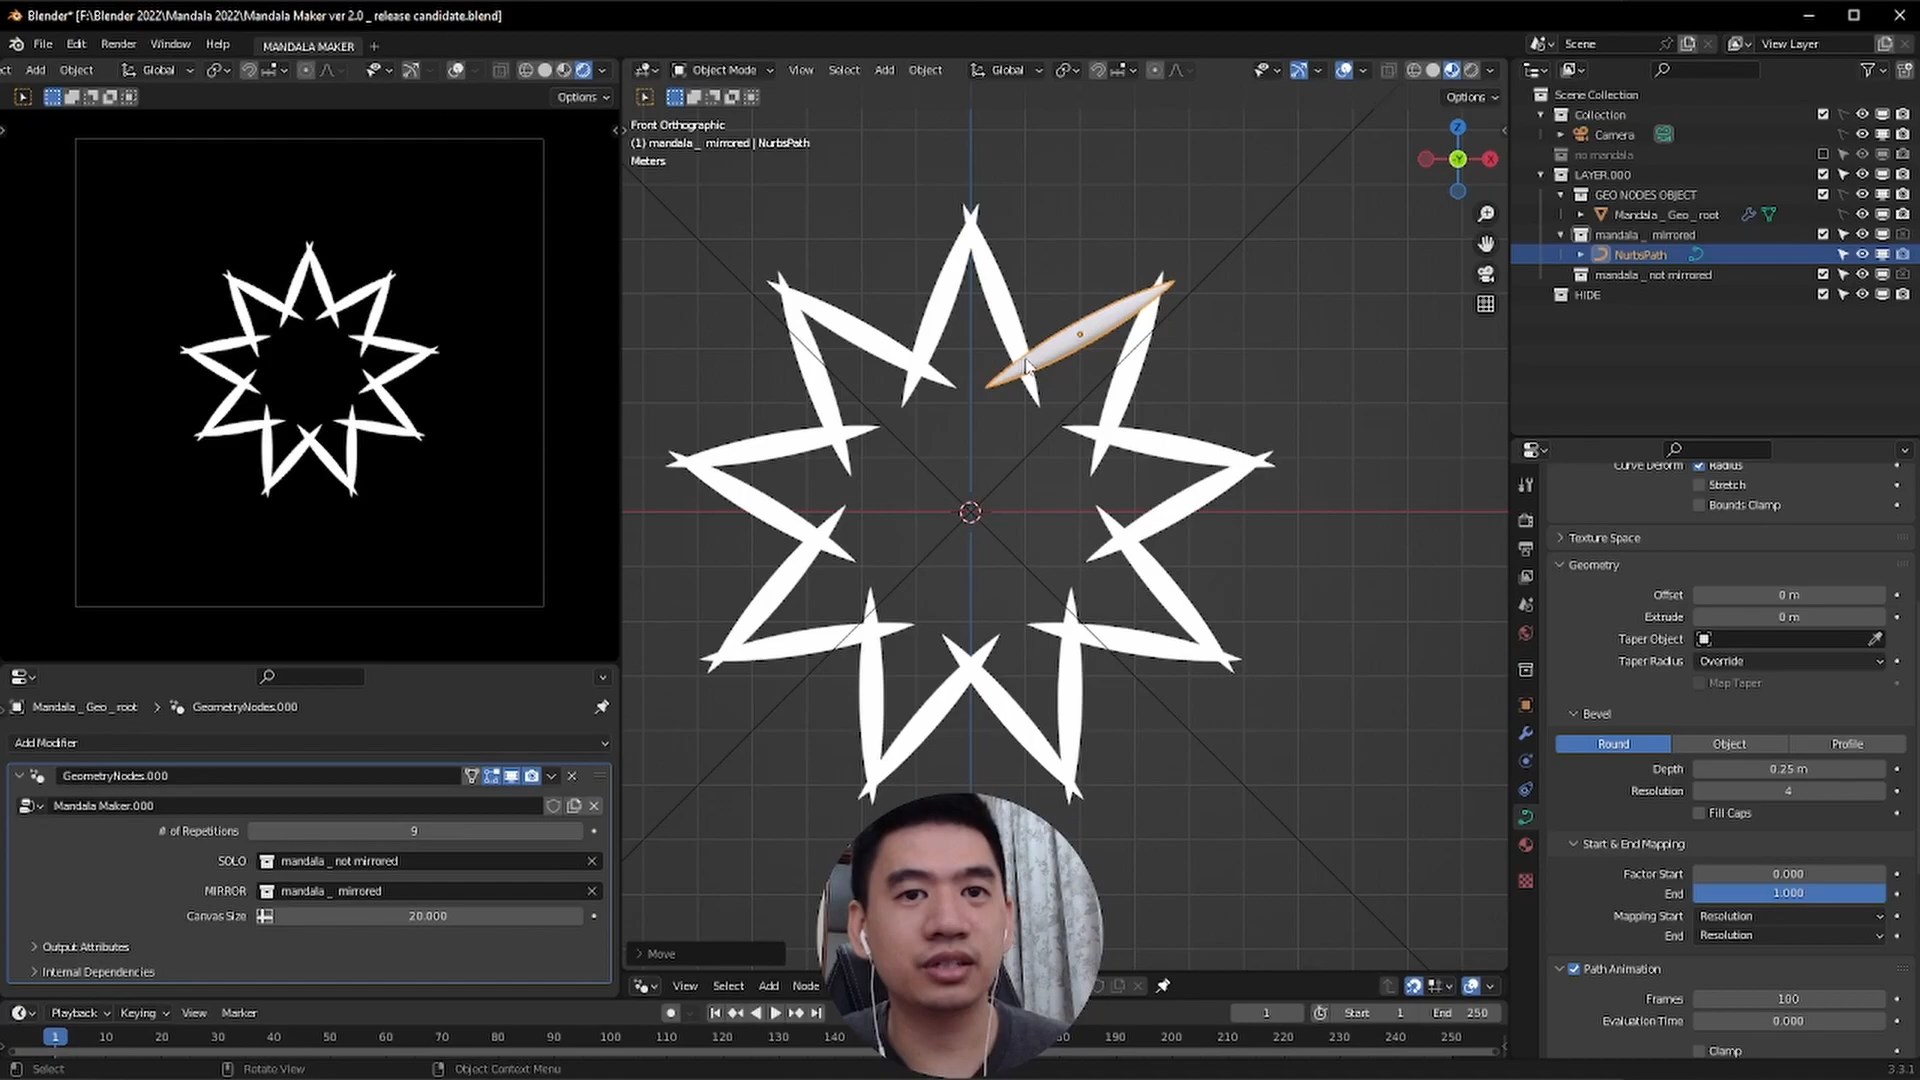 Blender* [F:\Blender 2022\Mandala 2022\Mandala Maker ver 2.0 _ release candidate.blend]
File Edit Render Window Help MANDALA MAKER + Scene View Layer
ct Add Object Global
Object Mode View Select Add Object Global
Options
Options
Front Orthographic
(1) mandala _ mirrored | NurbsPath
Meters
Z
Y
X
Scene Collection
Collection
Camera
no mandala
LAYER.000
GEO NODES OBJECT
Mandala _ Geo _ root
mandala _ mirrored
NurbsPath
mandala _ not mirrored
HIDE
Curve Deform Radius
Stretch
Bounds Clamp
Texture Space
Geometry
Offset 0 m
Extrude 0 m
Taper Object
Taper Radius Override
Map Taper
Bevel
Round Object Profile
Depth 0.25 m
Resolution 4
Fill Caps
Start & End Mapping
Factor Start 0.000
End 1.000
Mapping Start Resolution
End Resolution
Path Animation
Frames 100
Evaluation Time 0.000
Clamp
Mandala _ Geo _ root > GeometryNodes.000
Add Modifier
GeometryNodes.000
Mandala Maker.000
# of Repetitions 9
SOLO mandala _ not mirrored
MIRROR mandala _ mirrored
Canvas Size 20.000
Output Attributes
Internal Dependencies
> Move
View Select Add Node
Playback Keying View Marker 1 Start 1 End 250
1 10 20 30 40 50 60 70 80 90 100 110 120 130 140 180 190 200 210 220 230 240 250
Select Rotate View Object Context Menu 3.3.1